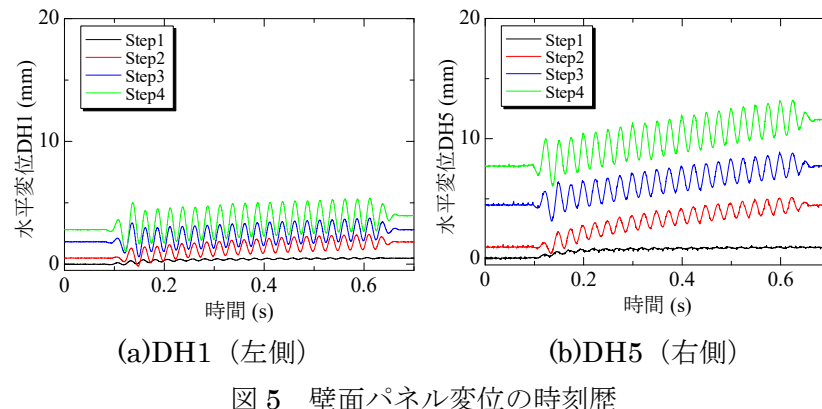 20
10
0
水平変位DH1 (mm)
Step1
Step2
Step3
Step4
0 0.2 0.4 0.6
時間 (s)
(a)DH1（左側）
20
10
0
水平変位DH5 (mm)
Step1
Step2
Step3
Step4
0 0.2 0.4 0.6
時間 (s)
(b)DH5（右側）
図 5　壁面パネル変位の時刻歴